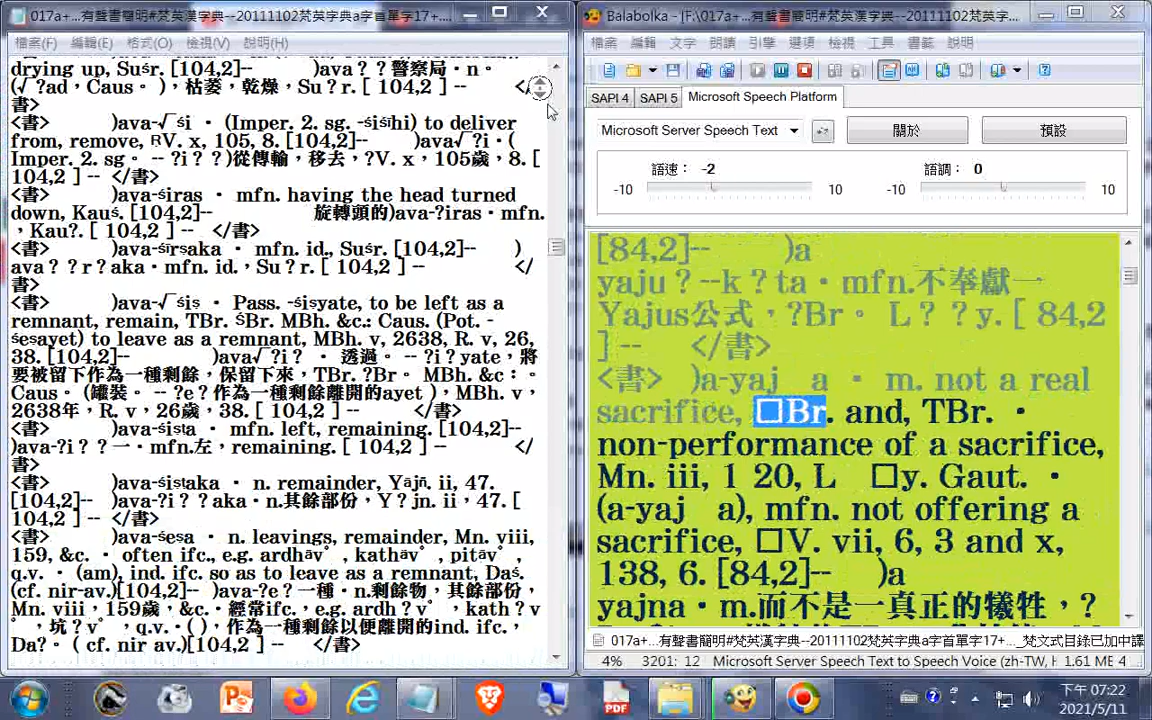 017a+...有聲書簡明#梵英漢字典--20111102梵英字典a字首單字17+...
檔案(F) 編輯(E) 格式(O) 檢視(V) 說明(H)
drying up, Suśr. [104,2]-- )ava？？警察局・n。
(√ ?ad, Caus。 )，枯萎，乾燥，Su？r. [ 104,2 ] -- </
書>
<書> )ava-√śi ・ (Imper. 2. sg. -śiśīhi) to deliver
from, remove, RV. x, 105, 8. [104,2]-- )ava√ ?i・(
Imper. 2. sg。 -- ?i？？)從傳輸，移去，?V. x，105歲，8. [
104,2 ] -- </書>
<書> )ava-śiras ・ mfn. having the head turned
down, Kauś. [104,2]-- 旋轉頭的)ava-?iras・mfn.
，Kau?. [ 104,2 ] -- </書>
<書> )ava-śīrsaka ・ mfn. id., Suśr. [104,2]-- )
ava？？r？aka・mfn. id.，Su？r. [ 104,2 ] -- </
書>
<書> )ava-√śiṣ ・ Pass. -śiṣyate, to be left as a
remnant, remain, TBr. ŚBr. MBh. &c.: Caus. (Pot. -
śeṣayet) to leave as a remnant, MBh. v, 2638, R. v, 26,
38. [104,2]-- )ava√ ?i？・透過。 -- ?i？yate，將
要被留下作為一種剩餘，保留下來，TBr. ?Br。 MBh. &c：。
Caus。(罐裝。 -- ?e？作為一種剩餘離開的ayet )，MBh. v，
2638年，R. v，26歲，38. [ 104,2 ] -- </書>
<書> )ava-śiṣṭa ・ mfn. left, remaining. [104,2]--
)ava-?i？？一・mfn.左，remaining. [ 104,2 ] -- </
書>
<書> )ava-śiṣṭaka ・ n. remainder, Yājñ. ii, 47.
[104,2]-- )ava-?i？？aka・n.其餘部份，Y？jn. ii，47. [
104,2 ] -- </書>
<書> )ava-śeṣa ・ n. leavings, remainder, Mn. viii,
159, &c. ・ often ifc., e.g. ardhāv°, kathāv°, pitāv°,
q.v. ・ (am), ind. ifc. so as to leave as a remnant, Daś.
(cf. nir-av.)[104,2]-- )ava-?e？一種・n.剩餘物，其餘部份，
Mn. viii，159歲，&c.・經常ifc.，e.g. ardh？v°，kath？v
°，坑？v°，q.v.・( )，作為一種剩餘以便離開的ind. ifc.，
Da?。 ( cf. nir av.)[104,2 ] -- </書>
Balabolka - [F:\017a+...有聲書簡明#梵英漢字典--20111102梵英字...
檔案 編輯 文字 朗讀 引擎 選項 檢視 工具 書籤 說明
SAPI 4 SAPI 5 Microsoft Speech Platform
Microsoft Server Speech Text 關於 預設
語速： -2 語調： 0
-10 10 -10 10
[84,2]-- )a
yaju？--k？ta・mfn.不奉獻一
Yajus公式，?Br。 L？？y. [ 84,2
] -- </書>
<書> )a-yaj a ・ m. not a real
sacrifice, □Br. and, TBr. ・
non-performance of a sacrifice,
Mn. iii, 1 20, L □y. Gaut. ・
(a-yaj a), mfn. not offering a
sacrifice, □V. vii, 6, 3 and x,
138, 6. [84,2]-- )a
yajna・m.而不是一真正的犧牲，？
017a+...有聲書簡明#梵英漢字典--20111102梵英字典a字首單字17+..._梵文式目錄已加中譯
4% 3201: 12 Microsoft Server Speech Text to Speech Voice (zh-TW, H 1.61 MB 4
下午 07:22
2021/5/11